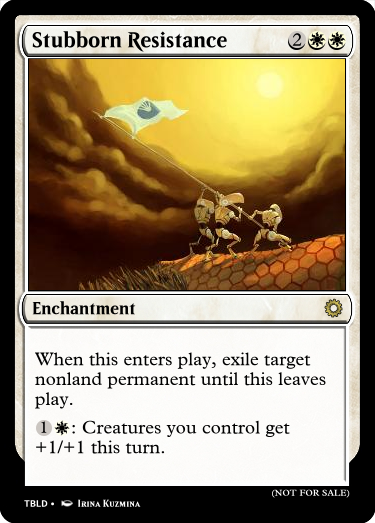 Stubborn Resistance 2
Enchantment
When this enters play, exile target
nonland permanent until this leaves
play.
1 : Creatures you control get
+1/+1 this turn.
(NOT FOR SALE)
TBLD • Irina Kuzmina